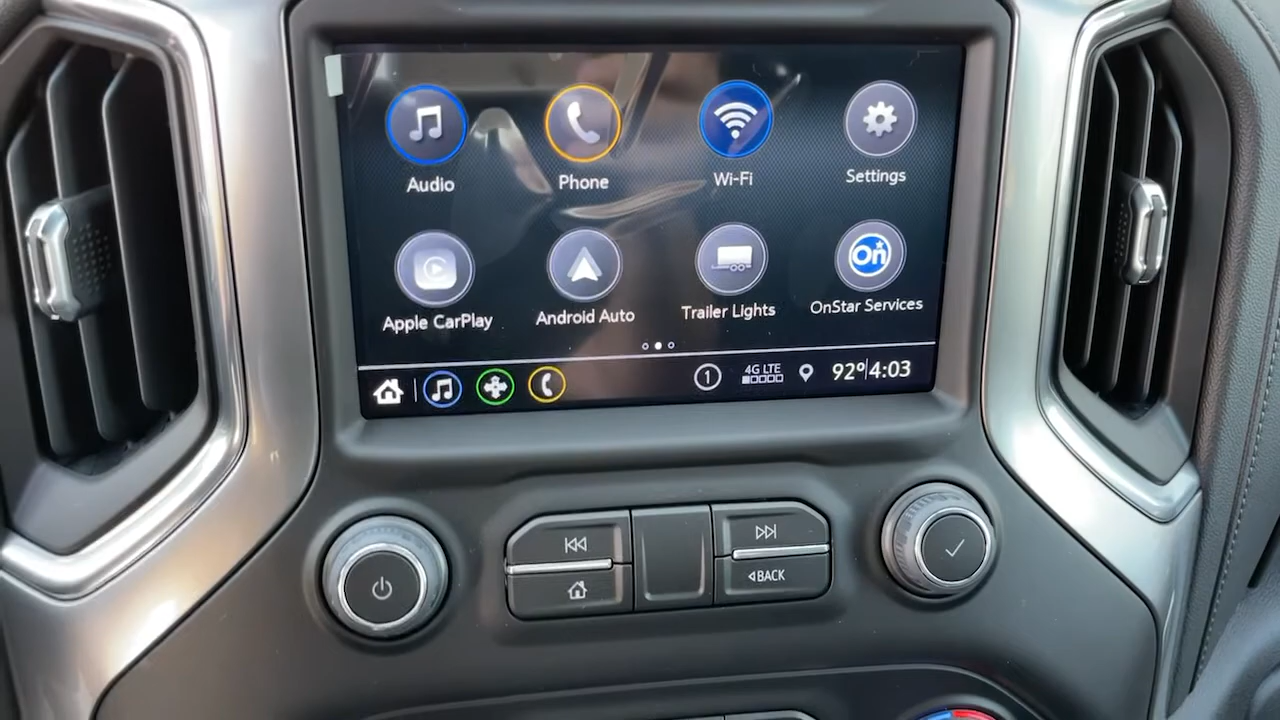 Audio
Phone
Wi-Fi
Settings
Apple CarPlay
Android Auto
Trailer Lights
On
OnStar Services
1
4G LTE
92° 4:03
BACK